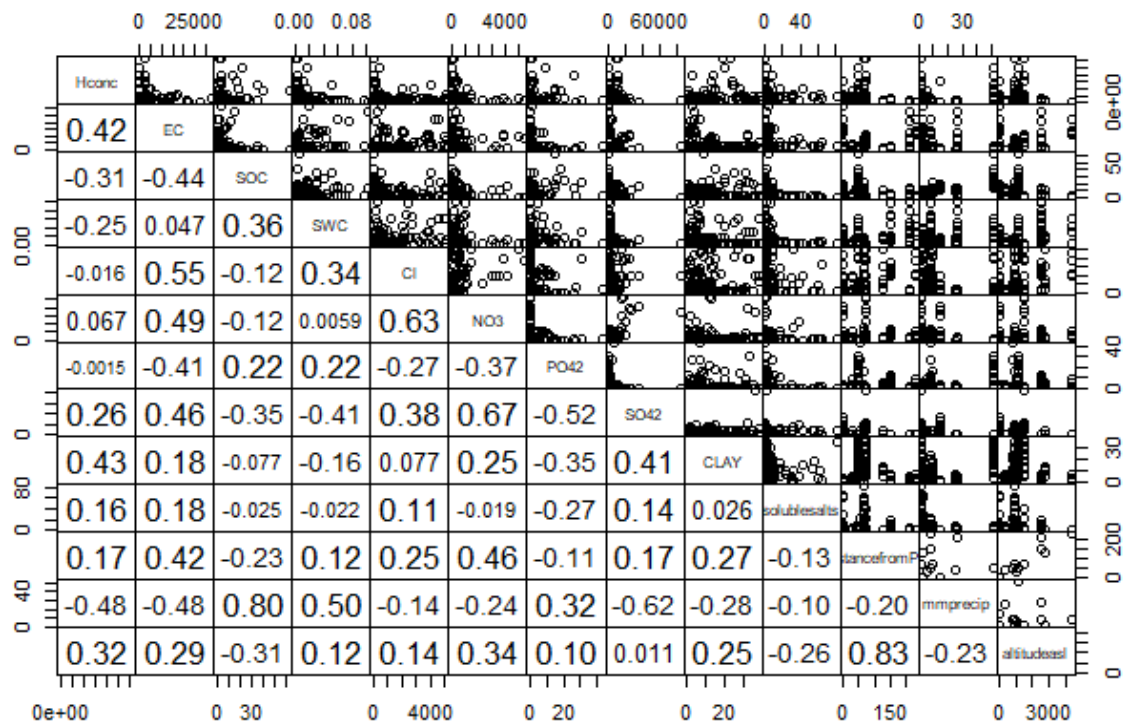 0 25000 0.00 0.08 0 4000 0 60000 0 40 0 30
Hconc 0e+00
0 0.42 EC
-0.31 -0.44 SOC 0 50
0.00 -0.25 0.047 0.36 SWC
-0.016 0.55 -0.12 0.34 Cl 0
0 0.067 0.49 -0.12 0.0059 0.63 NO3
-0.0015 -0.41 0.22 0.22 -0.27 -0.37 PO42 0 40
0 0.26 0.46 -0.35 -0.41 0.38 0.67 -0.52 SO42
0.43 0.18 -0.077 -0.16 0.077 0.25 -0.35 0.41 CLAY 0 30
0 80 0.16 0.18 -0.025 -0.022 0.11 -0.019 -0.27 0.14 0.026 solublesalts
0.17 0.42 -0.23 0.12 0.25 0.46 -0.11 0.17 0.27 -0.13 stancefromP 0 200
0 40 -0.48 -0.48 0.80 0.50 -0.14 -0.24 0.32 -0.62 -0.28 -0.10 -0.20 mmprecip
0.32 0.29 -0.31 0.12 0.14 0.34 0.10 0.011 0.25 -0.26 0.83 -0.23 altitudeasl 0
0e+00 0 30 0 4000 0 20 0 20 0 150 0 3000